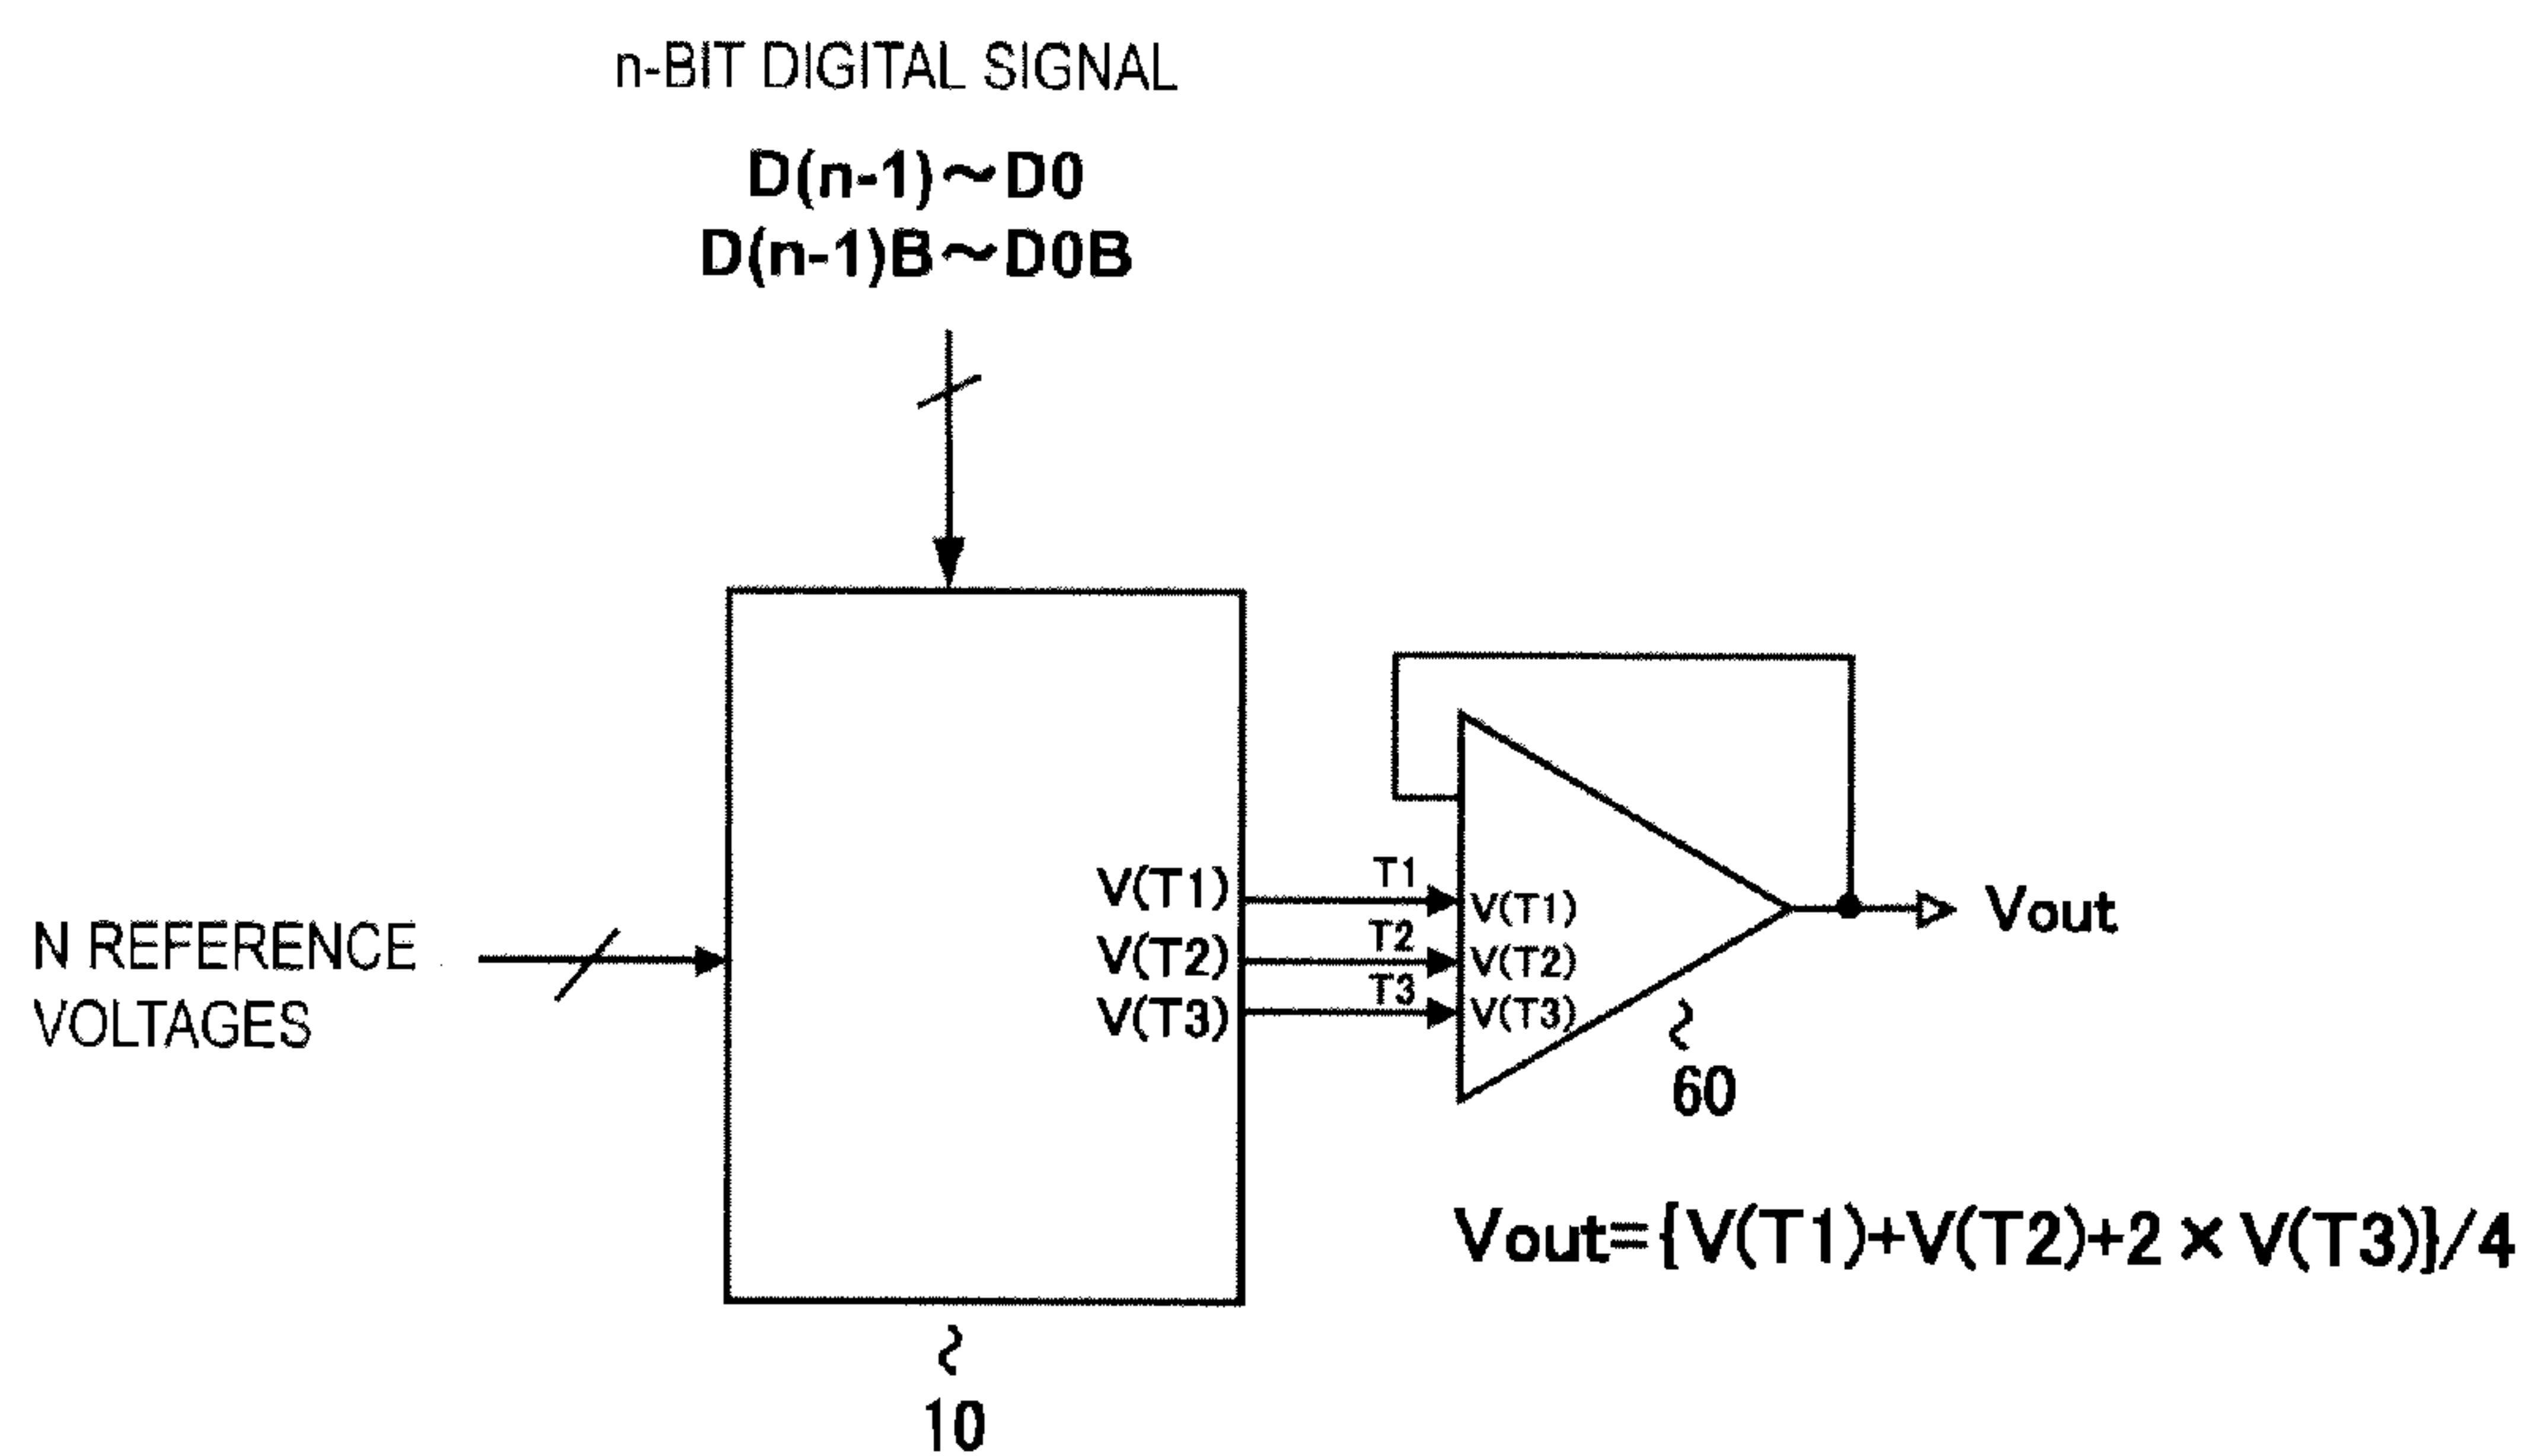 n-BIT DIGITAL SIGNAL
D(n-1)～D0
D(n-1)B～D0B
N REFERENCE
VOLTAGES
V(T1)
V(T2)
V(T3)
T1
T2
T3
V(T1)
V(T2)
V(T3)
Vout
60
Vout={V(T1)+V(T2)+2×V(T3)}/4
10